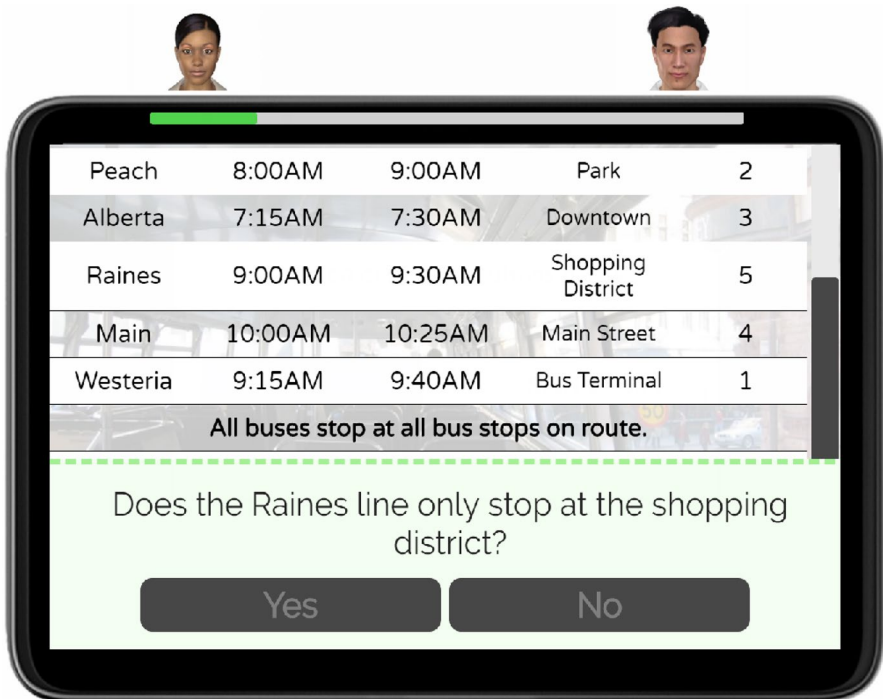 Peach 8:00AM 9:00AM Park 2
Alberta 7:15AM 7:30AM Downtown 3
Raines 9:00AM 9:30AM Shopping District 5
Main 10:00AM 10:25AM Main Street 4
Westeria 9:15AM 9:40AM Bus Terminal 1
All buses stop at all bus stops on route.
Does the Raines line only stop at the shopping
district?
Yes No